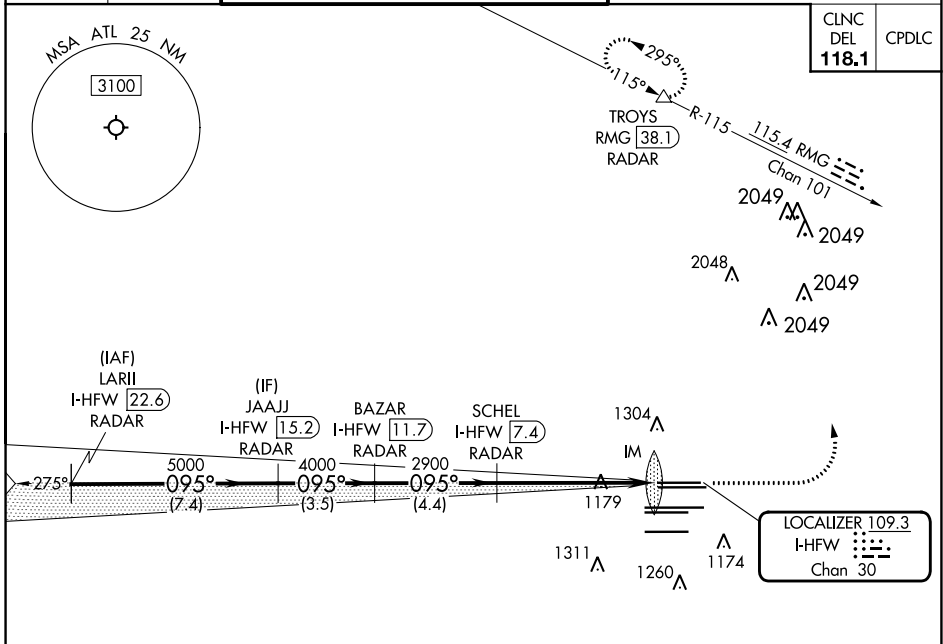 CLNC
DEL
118.1
CPDLC
MSA ATL 25 NM
3100
295°
115°
TROYS
RMG 38.1
RADAR
R-115
115.4 RMG
Chan 101
2049
2049
2048
2049
2049
(IAF)
LARII
I-HFW 22.6
RADAR
(IF)
JAAJJ
I-HFW 15.2
RADAR
BAZAR
I-HFW 11.7
RADAR
SCHEL
I-HFW 7.4
RADAR
1304
IM
275°
5000
095°
(7.4)
4000
095°
(3.5)
2900
095°
(4.4)
1179
1311
1260
1174
LOCALIZER 109.3
I-HFW
Chan 30